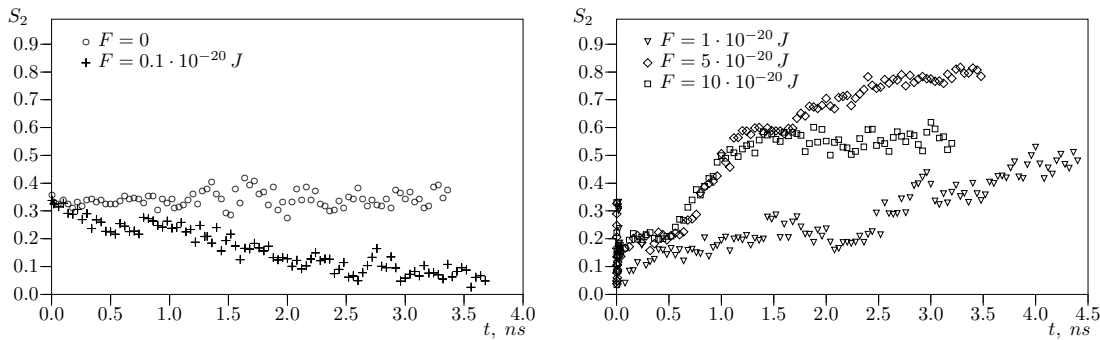 S₂
0.9
0.8
0.7
0.6
0.5
0.4
0.3
0.2
0.1
0.0
F = 0
F = 0.1 · 10⁻²⁰ J
0.0 0.5 1.0 1.5 2.0 2.5 3.0 3.5 4.0
t, ns
S₂
0.9
0.8
0.7
0.6
0.5
0.4
0.3
0.2
0.1
0.0
F = 1 · 10⁻²⁰ J
F = 5 · 10⁻²⁰ J
F = 10 · 10⁻²⁰ J
0.0 0.5 1.0 1.5 2.0 2.5 3.0 3.5 4.0 4.5
t, ns